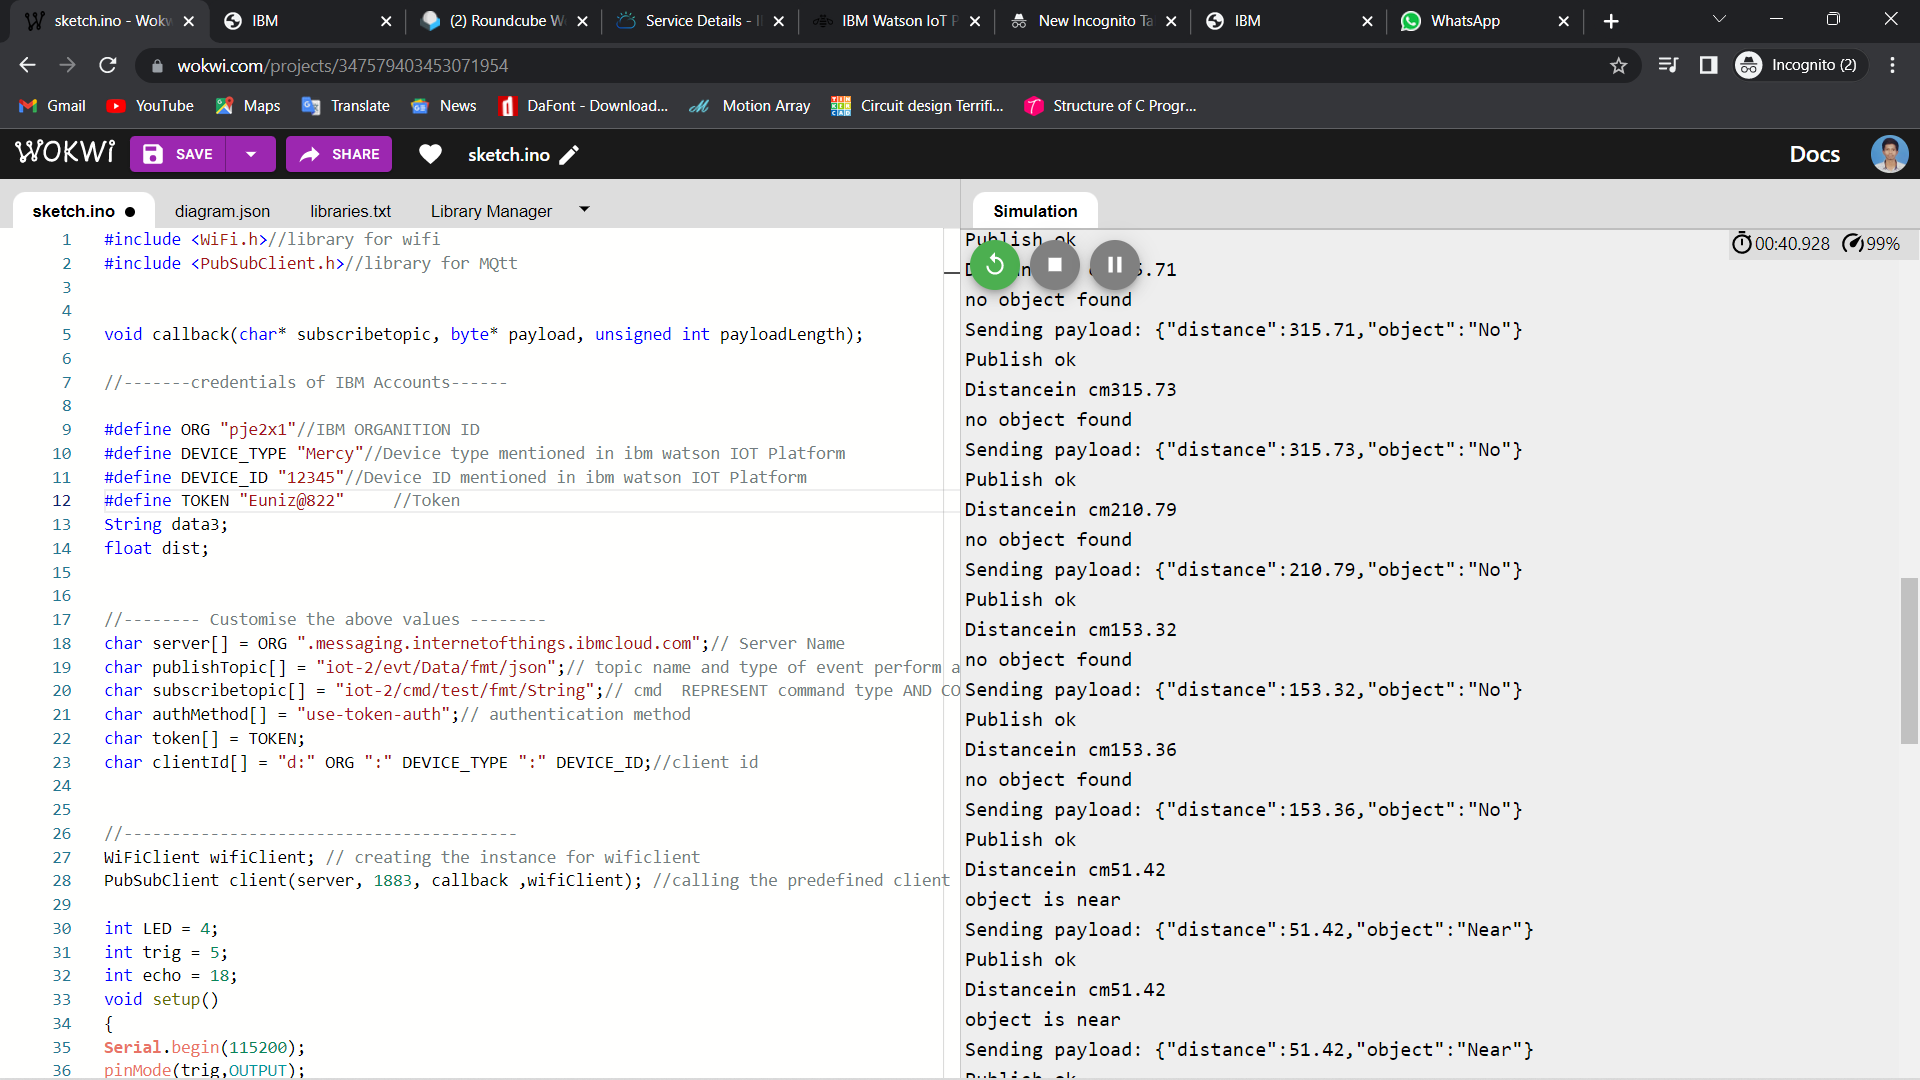 sketch.ino - Wokw
IBM
(2) Roundcube W
Service Details - I
IBM Watson IoT P
New Incognito Ta
IBM
WhatsApp
wokwi.com/projects/347579403453071954
Incognito (2)
Gmail
YouTube
Maps
Translate
News
DaFont - Download...
Motion Array
Circuit design Terrifi...
Structure of C Progr...
WOKWI
SAVE
SHARE
sketch.ino
Docs
sketch.ino
diagram.json
libraries.txt
Library Manager
1 #include <WiFi.h>//library for wifi
2 #include <PubSubClient.h>//library for MQtt
3
4
5 void callback(char* subscribetopic, byte* payload, unsigned int payloadLength);
6
7 //-------credentials of IBM Accounts------
8
9 #define ORG "pje2x1"//IBM ORGANITION ID
10 #define DEVICE_TYPE "Mercy"//Device type mentioned in ibm watson IOT Platform
11 #define DEVICE_ID "12345"//Device ID mentioned in ibm watson IOT Platform
12 #define TOKEN "Euniz@822"     //Token
13 String data3;
14 float dist;
15
16
17 //-------- Customise the above values --------
18 char server[] = ORG ".messaging.internetofthings.ibmcloud.com";// Server Name
19 char publishTopic[] = "iot-2/evt/Data/fmt/json";// topic name and type of event perform a
20 char subscribetopic[] = "iot-2/cmd/test/fmt/String";// cmd  REPRESENT command type AND CO
21 char authMethod[] = "use-token-auth";// authentication method
22 char token[] = TOKEN;
23 char clientId[] = "d:" ORG ":" DEVICE_TYPE ":" DEVICE_ID;//client id
24
25
26 //-----------------------------------------
27 WiFiClient wifiClient; // creating the instance for wificlient
28 PubSubClient client(server, 1883, callback ,wifiClient); //calling the predefined client
29
30 int LED = 4;
31 int trig = 5;
32 int echo = 18;
33 void setup()
34 {
35 Serial.begin(115200);
36 pinMode(trig,OUTPUT);
Simulation
00:40.928
99%
Publish ok
5.71
no object found
Sending payload: {"distance":315.71,"object":"No"}
Publish ok
Distancein cm315.73
no object found
Sending payload: {"distance":315.73,"object":"No"}
Publish ok
Distancein cm210.79
no object found
Sending payload: {"distance":210.79,"object":"No"}
Publish ok
Distancein cm153.32
no object found
Sending payload: {"distance":153.32,"object":"No"}
Publish ok
Distancein cm153.36
no object found
Sending payload: {"distance":153.36,"object":"No"}
Publish ok
Distancein cm51.42
object is near
Sending payload: {"distance":51.42,"object":"Near"}
Publish ok
Distancein cm51.42
object is near
Sending payload: {"distance":51.42,"object":"Near"}
Publish ok